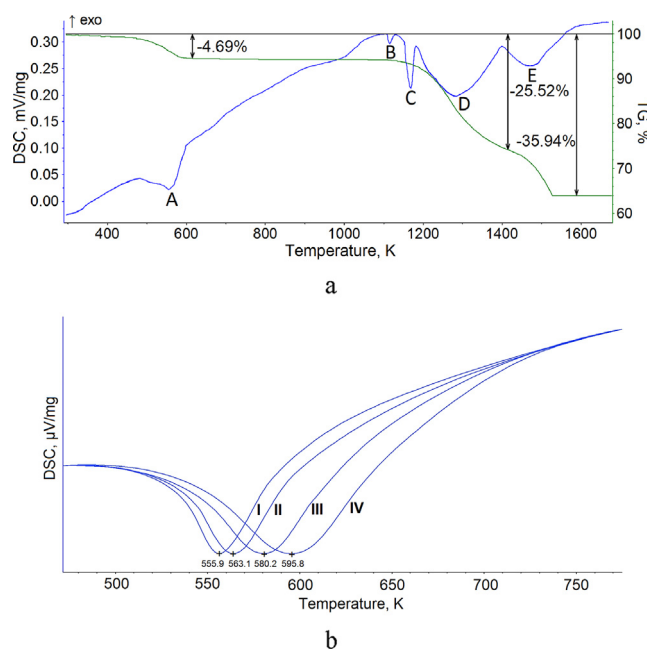 ↑ exo
DSC, mV/mg
0.30
0.25
0.20
0.15
0.10
0.05
0.00
-4.69%
A
B
C
D
E
-25.52%
-35.94%
100
90
80
70
60
TG, %
400 600 800 1000 1200 1400 1600
Temperature, K
a
DSC, µV/mg
I II III IV
555.9 563.1 580.2 595.8
500 550 600 650 700 750
Temperature, K
b